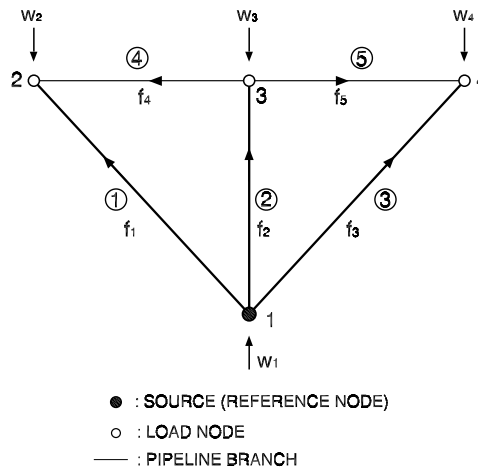 w2 w3 w4
④ ⑤
2 f4 3 f5
① ② ③
f1 f2 f3
1
w1
: SOURCE (REFERENCE NODE)
: LOAD NODE
: PIPELINE BRANCH